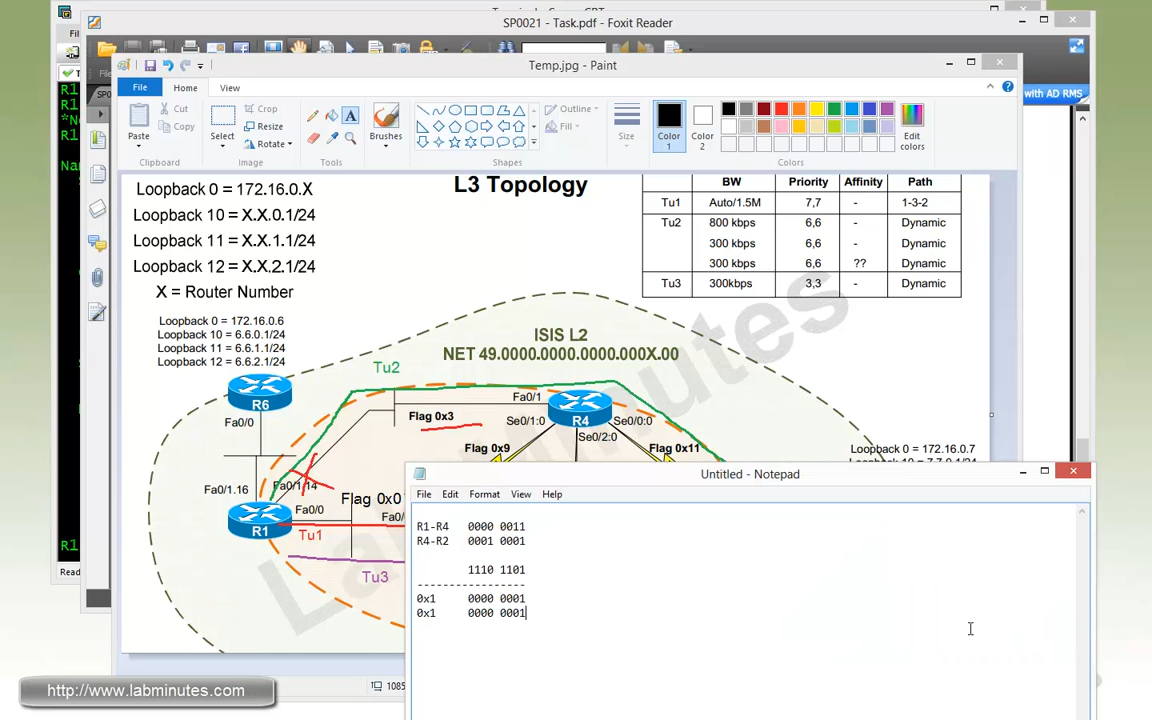 SP0021 - Task.pdf - Foxit Reader
Temp.jpg - Paint
with AD RMS
File
Home
View
Paste
Cut
Copy
Clipboard
Select
Crop
Resize
Rotate
Image
Tools
Brushes
Shapes
Outline
Fill
Size
Color 1
Color 2
Edit colors
Colors
R1
R1
R1
L3 Topology
Loopback 0 = 172.16.0.X
Loopback 10 = X.X.0.1/24
Loopback 11 = X.X.1.1/24
Loopback 12 = X.X.2.1/24
X = Router Number
BW Priority Affinity Path
Tu1 Auto/1.5M 7,7 - 1-3-2
Tu2 800 kbps 6,6 - Dynamic
300 kbps 6,6 - Dynamic
300 kbps 6,6 ?? Dynamic
Tu3 300kbps 3,3 - Dynamic
Loopback 0 = 172.16.0.6
Loopback 10 = 6.6.0.1/24
Loopback 11 = 6.6.1.1/24
Loopback 12 = 6.6.2.1/24
ISIS L2
NET 49.0000.0000.0000.000X.00
Tu2
R6
Fa0/0
Fa0/1
Flag 0x3
R4
Se0/1:0
Se0/0:0
Se0/2:0
Flag 0x9
Flag 0x11
Loopback 0 = 172.16.0.7
Fa0/1.14
Fa0/1.16
Fa0/0
Flag 0x0
Fa0/
R1
Tu1
Tu3
Labminutes
Untitled - Notepad
File Edit Format View Help
R1-R4 0000 0011
R4-R2 0001 0001
1110 1101
------------------
0x1 0000 0001
0x1 0000 0001
R1
1085
http://www.labminutes.com